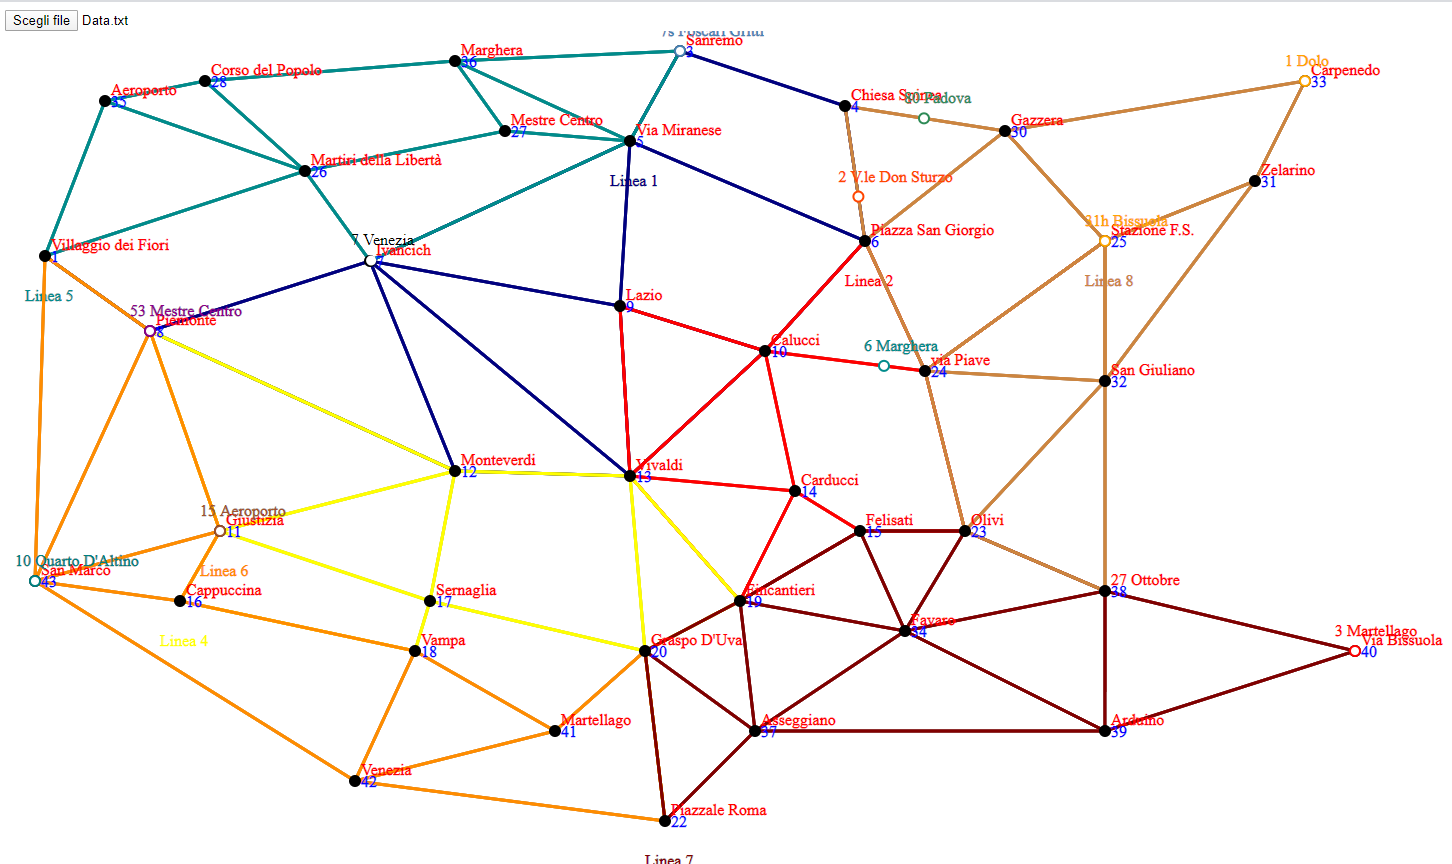 Scegli file Data.txt
7s Foscari Gritti
Sanremo
3
Marghera
36
1 Dolo
Carpenedo
33
Corso del Popolo
28
Aeroporto
35
Chiesa Spinea
4
80 Padova
Mestre Centro
27
Via Miranese
5
Gazzera
30
Martiri della Libertà
26
Linea 1
2 V.le Don Sturzo
Zelarino
31
31h Bissuola
Stazione F.S.
25
Villaggio dei Fiori
1
7 Venezia
Ivancich
Piazza San Giorgio
6
Linea 5
Linea 2
Linea 8
53 Mestre Centro
Piemonte
8
Lazio
9
Calucci
10
6 Marghera
via Piave
24
San Giuliano
32
Monteverdi
12
Vivaldi
13
Carducci
14
15 Aeroporto
Giustizia
11
Felisati
15
Olivi
23
10 Quarto D'Altino
San Marco
43
Linea 6
Cappuccina
16
Sernaglia
17
Fincantieri
19
27 Ottobre
38
Favaro
34
Linea 4
Vampa
18
Graspo D'Uva
20
3 Martellago
Via Bissuola
40
Martellago
41
Asseggiano
37
Arduino
39
Venezia
42
Piazzale Roma
22
Linea 7